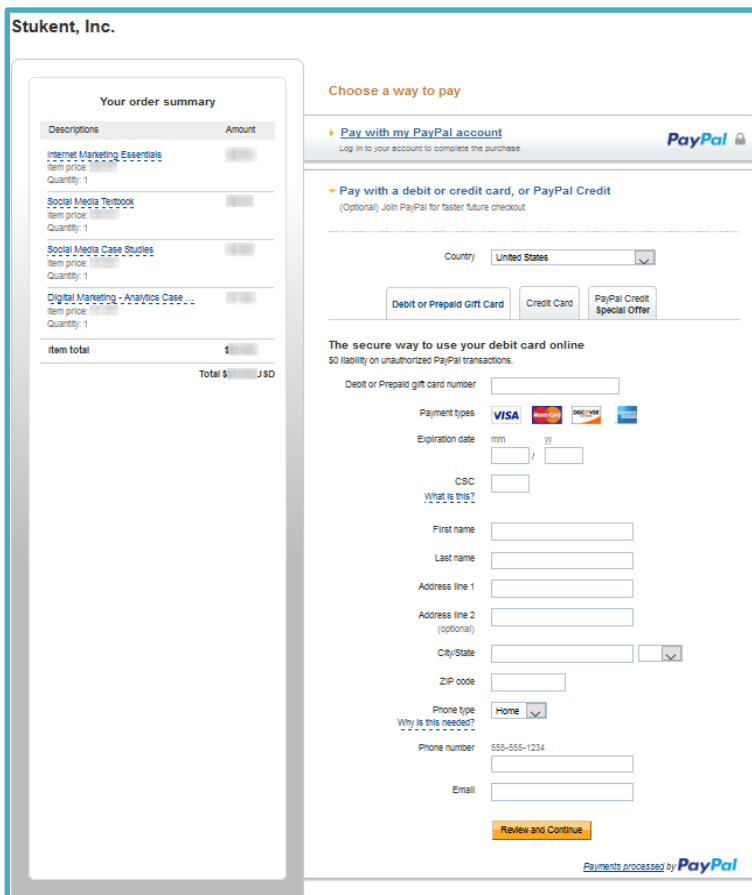 Stukent, Inc.
Your order summary
Descriptions Amount
Internet Marketing Essentials
Item price:
Quantity: 1
Social Media Textbook
Item price:
Quantity: 1
Social Media Case Studies
Item price:
Quantity: 1
Digital Marketing - Analytics Case ...
Item price:
Quantity: 1
Item total $
Total $ USD
Choose a way to pay
Pay with my PayPal account
Log in to your account to complete the purchase
PayPal
Pay with a debit or credit card, or PayPal Credit
(Optional) Join PayPal for faster future checkout
Country United States
Debit or Prepaid Gift Card Credit Card PayPal Credit
Special Offer
The secure way to use your debit card online
$0 liability on unauthorized PayPal transactions.
Debit or Prepaid gift card number
Payment types VISA MasterCard DISCOVER
Expiration date mm yy
/
CSC
What is this?
First name
Last name
Address line 1
Address line 2
(optional)
City/State
ZIP code
Phone type Home
Why is this needed?
Phone number 555-555-1234
Email
Review and Continue
Payments processed by PayPal